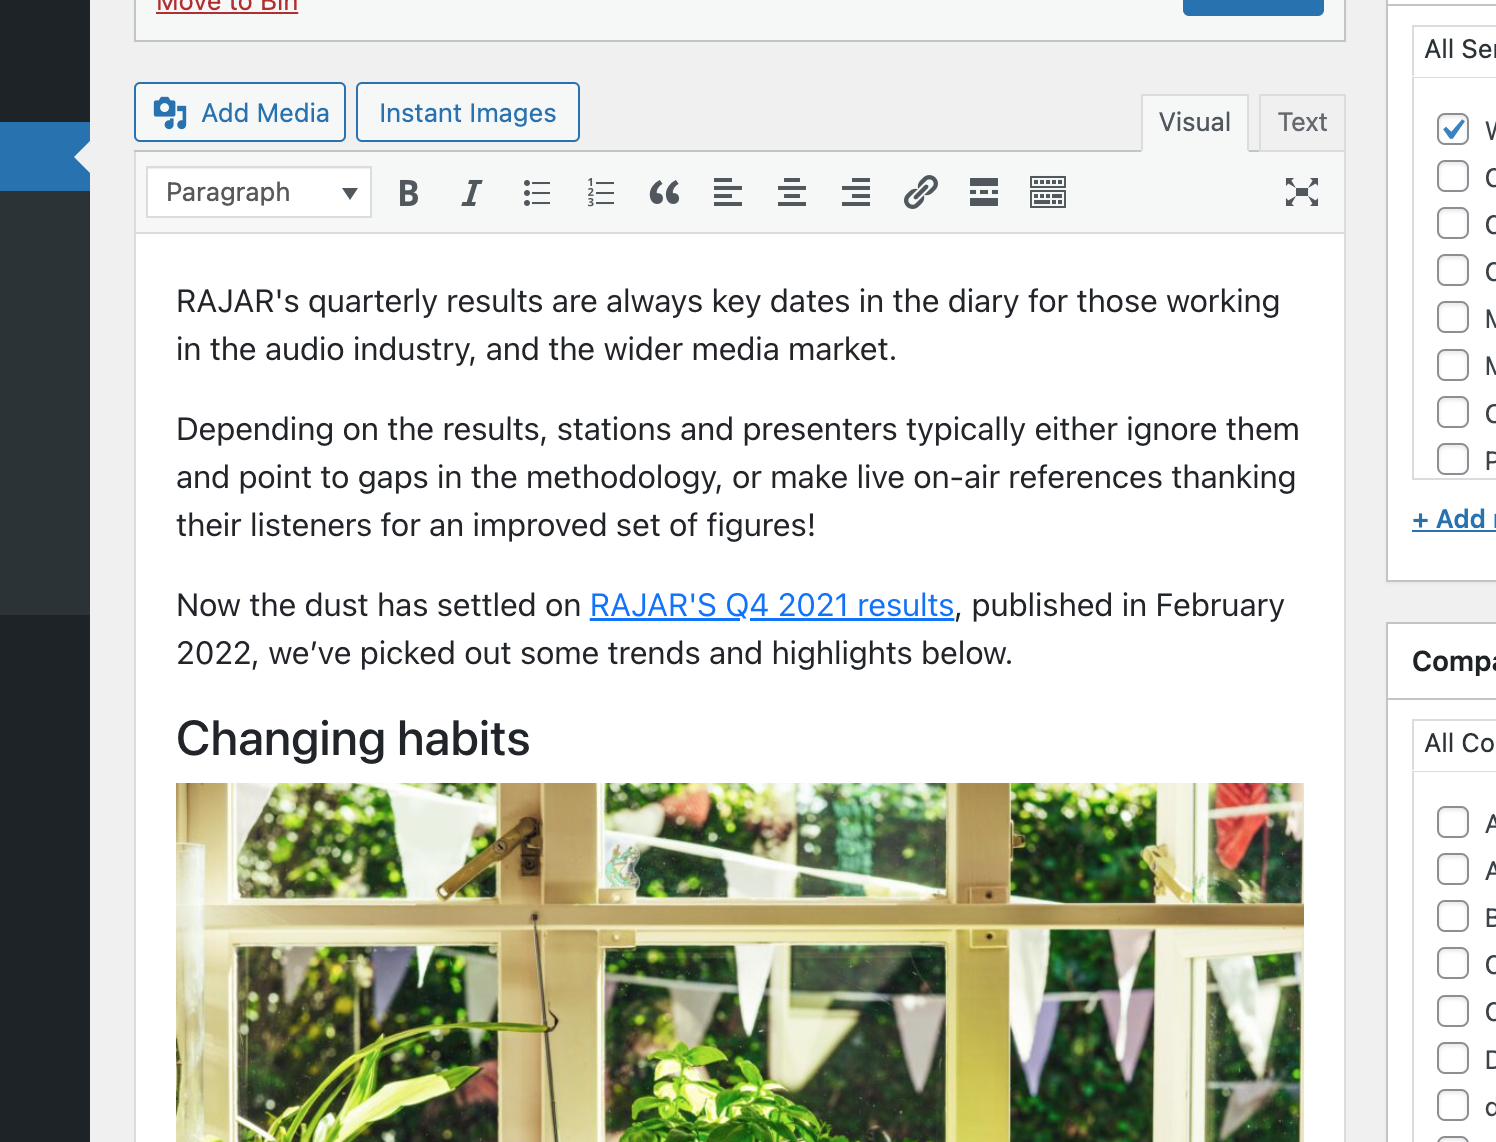 Move to Bin
Add Media
Instant Images
Visual
Text
Paragraph
RAJAR's quarterly results are always key dates in the diary for those working
in the audio industry, and the wider media market.
Depending on the results, stations and presenters typically either ignore them
and point to gaps in the methodology, or make live on-air references thanking
their listeners for an improved set of figures!
Now the dust has settled on RAJAR'S Q4 2021 results, published in February
2022, we’ve picked out some trends and highlights below.
Changing habits
All Se
+ Add
Compa
All Co